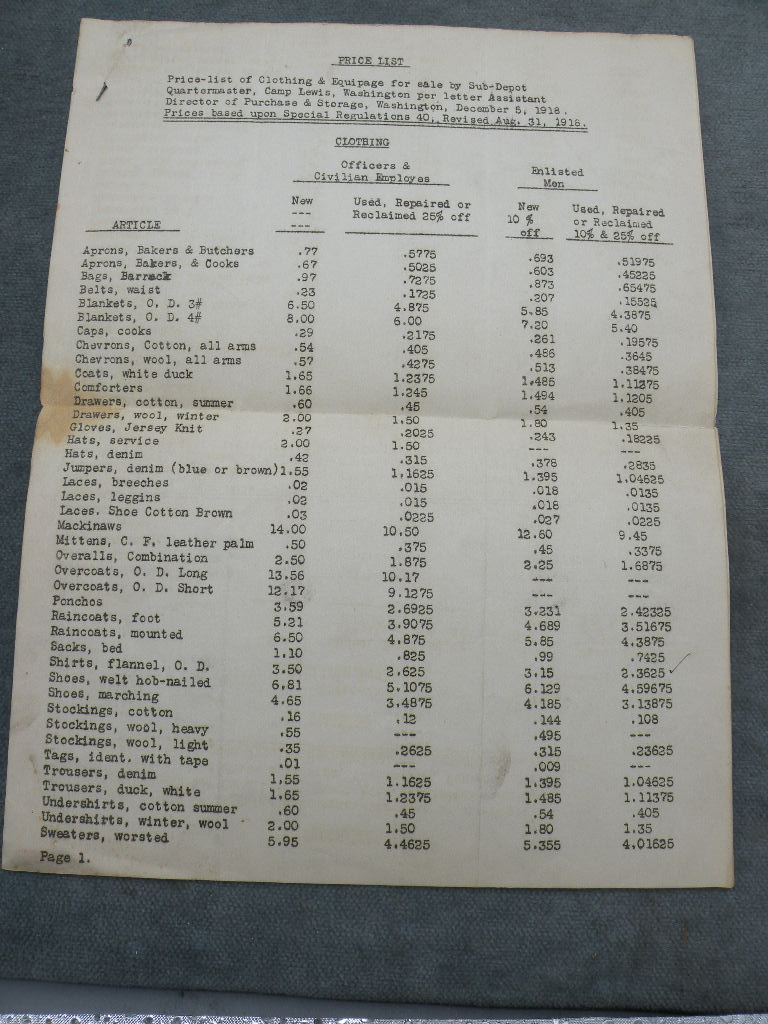 PRICE LIST
Price-list of Clothing & Equipage for sale by Sub-Depot
Quartermaster, Camp Lewis, Washington per letter Assistant
Director of Purchase & Storage, Washington, December 5, 1918.
Prices based upon Special Regulations 40, Revised Aug. 31, 1918.
CLOTHING
Officers & Enlisted
Civilian Employes Men
New Used, Repaired or New Used, Repaired
--- Reclaimed 25% off 10 % or Reclaimed
ARTICLE --- off 10% & 25% off
Aprons, Bakers & Butchers .77 .5775 .693 .51975
Aprons, Bakers, & Cooks .67 .5025 .603 .45225
Bags, Barrack .97 .7275 .873 .65475
Belts, waist .23 .1725 .207 .15525
Blankets, O. D. 3# 6.50 4.875 5.85 4.3875
Blankets, O. D. 4# 8.00 6.00 7.20 5.40
Caps, cooks .29 .2175 .261 .19575
Chevrons, Cotton, all arms .54 .405 .486 .3645
Chevrons, wool, all arms .57 .4275 .513 .38475
Coats, white duck 1.65 1.2375 1.485 1.11375
Comforters 1.66 1.245 1.494 1.1205
Drawers, cotton, summer .60 .45 .54 .405
Drawers, wool, winter 2.00 1.50 1.80 1.35
Gloves, Jersey Knit .27 .2025 .243 .18225
Hats, service 2.00 1.50 --- ---
Hats, denim .42 .315 .378 .2835
Jumpers, denim (blue or brown)1.55 1.1625 1.395 1.04625
Laces, breeches .02 .015 .018 .0135
Laces, leggins .02 .015 .018 .0135
Laces. Shoe Cotton Brown .03 .0225 .027 .0225
Mackinaws 14.00 10.50 12.60 9.45
Mittens, C. F. leather palm .50 .375 .45 .3375
Overalls, Combination 2.50 1.875 2.25 1.6875
Overcoats, O. D. Long 13.56 10.17 --- ---
Overcoats, O. D. Short 12.17 9.1275 --- ---
Ponchos 3.59 2.6925 3.231 2.42325
Raincoats, foot 5.21 3.9075 4.689 3.51675
Raincoats, mounted 6.50 4.875 5.85 4.3875
Sacks, bed 1.10 .825 .99 .7425
Shirts, flannel, O. D. 3.50 2.625 3.15 2.3625 ✓
Shoes, welt hob-nailed 6.81 5.1075 6.129 4.59675
Shoes, marching 4.65 3.4875 4.185 3.13875
Stockings, cotton .16 .12 .144 .108
Stockings, wool, heavy .55 --- .495 ---
Stockings, wool, light .35 .2625 .315 .23625
Tags, ident. with tape .01 --- .009 ---
Trousers, denim 1.55 1.1625 1.395 1.04625
Trousers, duck, white 1.65 1.2375 1.485 1.11375
Undershirts, cotton summer .60 .45 .54 .405
Undershirts, winter, wool 2.00 1.50 1.80 1.35
Sweaters, worsted 5.95 4.4625 5.355 4.01625
Page 1.